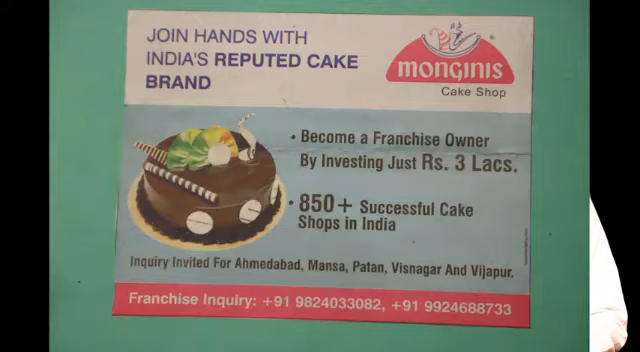 JOIN HANDS WITH
INDIA'S REPUTED CAKE
BRAND
MONGINIS
Cake Shop
• Become a Franchise Owner
By Investing Just Rs. 3 Lacs.
• 850+ Successful Cake
Shops in India
Inquiry Invited For Ahmedabad, Mansa, Patan, Visnagar And Vijapur.
Franchise Inquiry: +91 9824033082, +91 9924688733